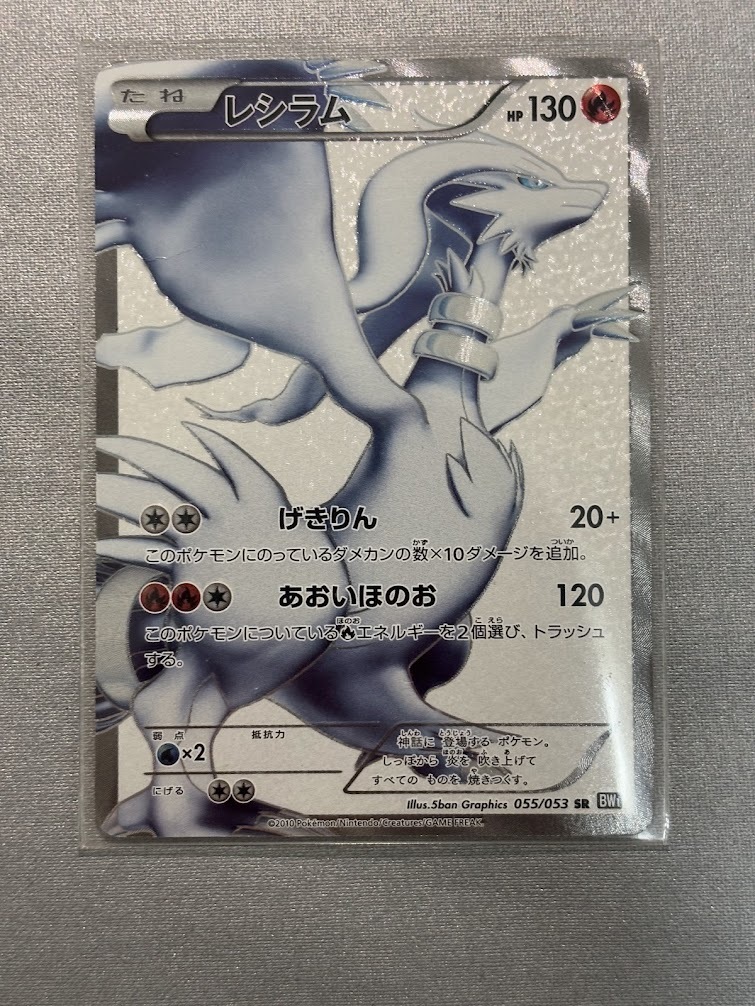 たね レシラム HP 130
げきりん 20+
このポケモンにのっているダメカンの数×10ダメージを追加。
あおいほのお 120
このポケモンについているエネルギーを2個選び、トラッシュ
する。
弱点 抵抗力
×2
にげる
神話に 登場する ポケモン。
しっぽから 炎を 吹き上げて
すべての ものを 焼きつくす。
Illus. 5ban Graphics 055/053 SR
©2010 Pokémon/Nintendo/Creatures/GAME FREAK.